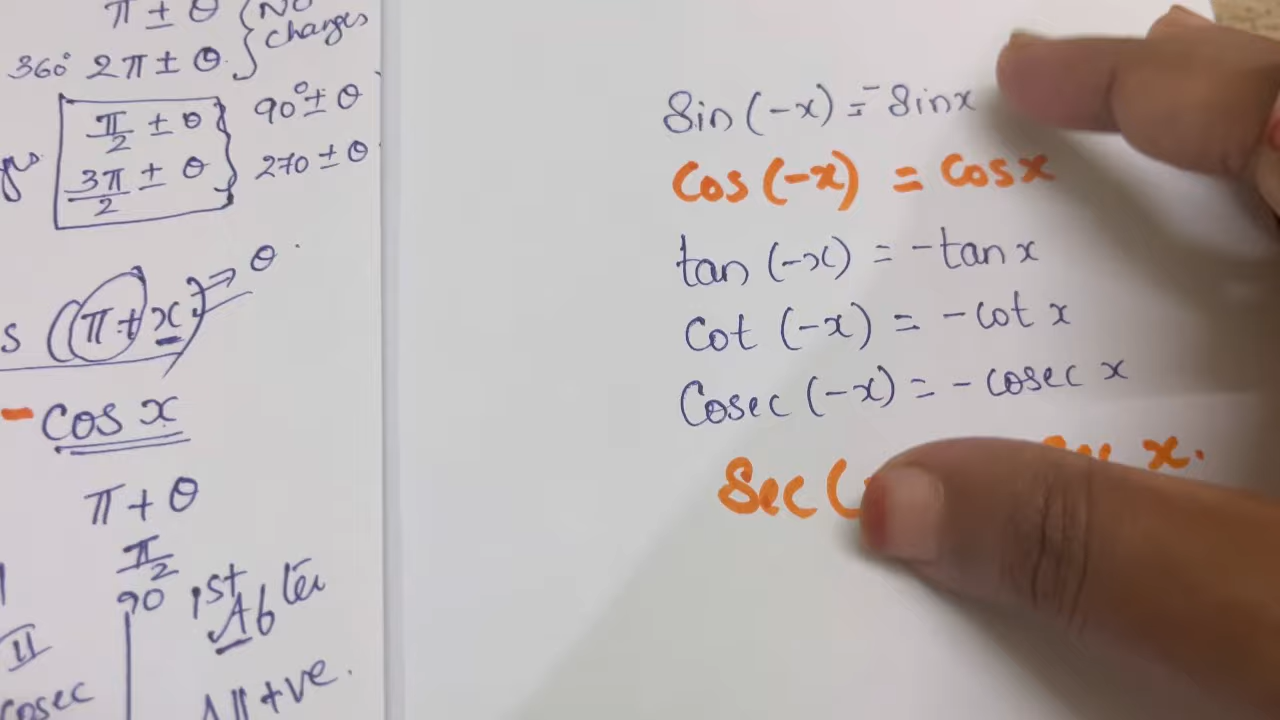 π ± θ
No
changes
360° 2π ± θ
π/2 ± θ
90° ± θ
3π/2 ± θ
270 ± θ
s (π + x) ⇒ θ
- cos x
π + θ
π/2
90
1st
II
cosec
All +ve.
Sin (-x) = - Sin x
Cos (-x) = Cos x
tan (-x) = - tan x
Cot (-x) = - cot x
Cosec (-x) = - cosec x
Sec ( x.